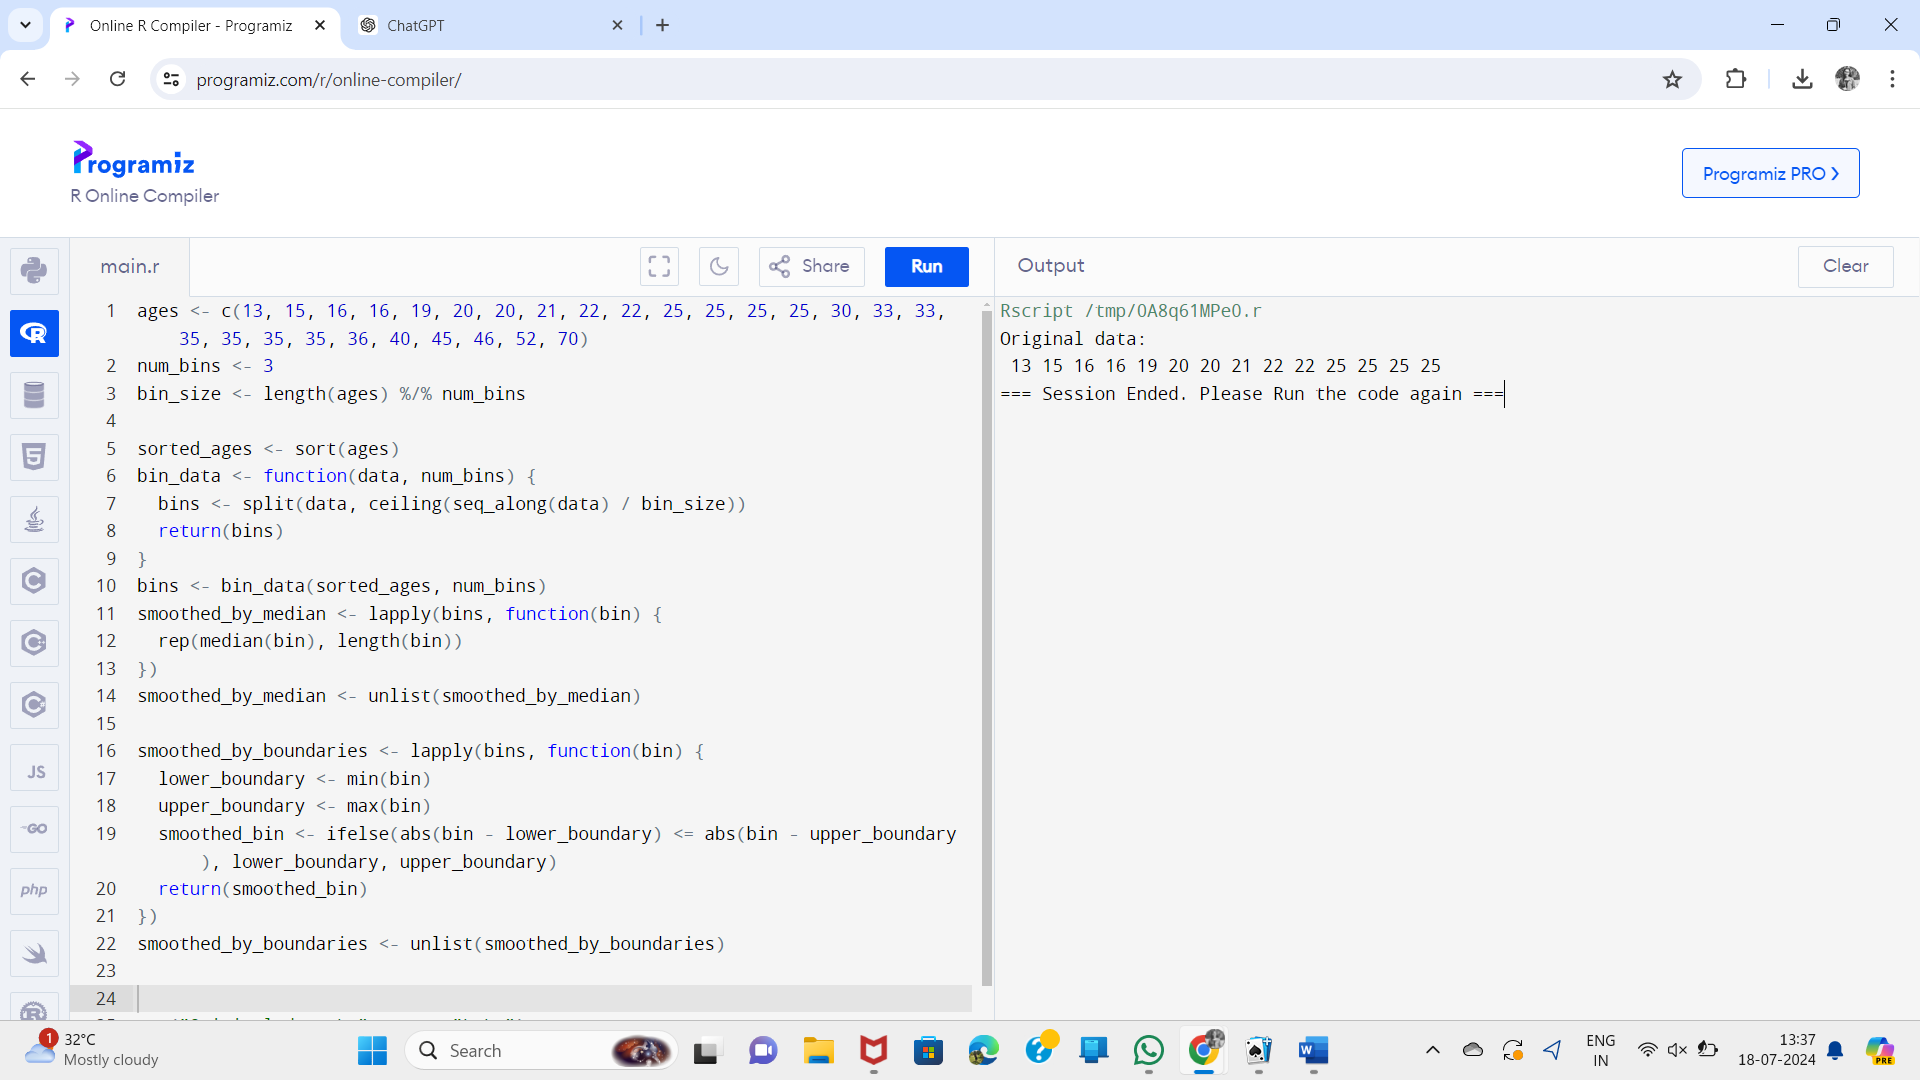 Online R Compiler - Programiz
ChatGPT
programiz.com/r/online-compiler/
Programiz
R Online Compiler
Programiz PRO
main.r
Share
Run
Output
Clear
1 ages <- c(13, 15, 16, 16, 19, 20, 20, 21, 22, 22, 25, 25, 25, 25, 30, 33, 33,
35, 35, 35, 35, 36, 40, 45, 46, 52, 70)
2 num_bins <- 3
3 bin_size <- length(ages) %/% num_bins
4
5 sorted_ages <- sort(ages)
6 bin_data <- function(data, num_bins) {
7 bins <- split(data, ceiling(seq_along(data) / bin_size))
8 return(bins)
9 }
10 bins <- bin_data(sorted_ages, num_bins)
11 smoothed_by_median <- lapply(bins, function(bin) {
12 rep(median(bin), length(bin))
13 })
14 smoothed_by_median <- unlist(smoothed_by_median)
15
16 smoothed_by_boundaries <- lapply(bins, function(bin) {
17 lower_boundary <- min(bin)
18 upper_boundary <- max(bin)
19 smoothed_bin <- ifelse(abs(bin - lower_boundary) <= abs(bin - upper_boundary
), lower_boundary, upper_boundary)
20 return(smoothed_bin)
21 })
22 smoothed_by_boundaries <- unlist(smoothed_by_boundaries)
23
24
Rscript /tmp/OA8q61MPeO.r
Original data:
13 15 16 16 19 20 20 21 22 22 25 25 25 25
=== Session Ended. Please Run the code again ===
JS
GO
php
1
32°C
Mostly cloudy
Search
ENG
IN
13:37
18-07-2024
PRE